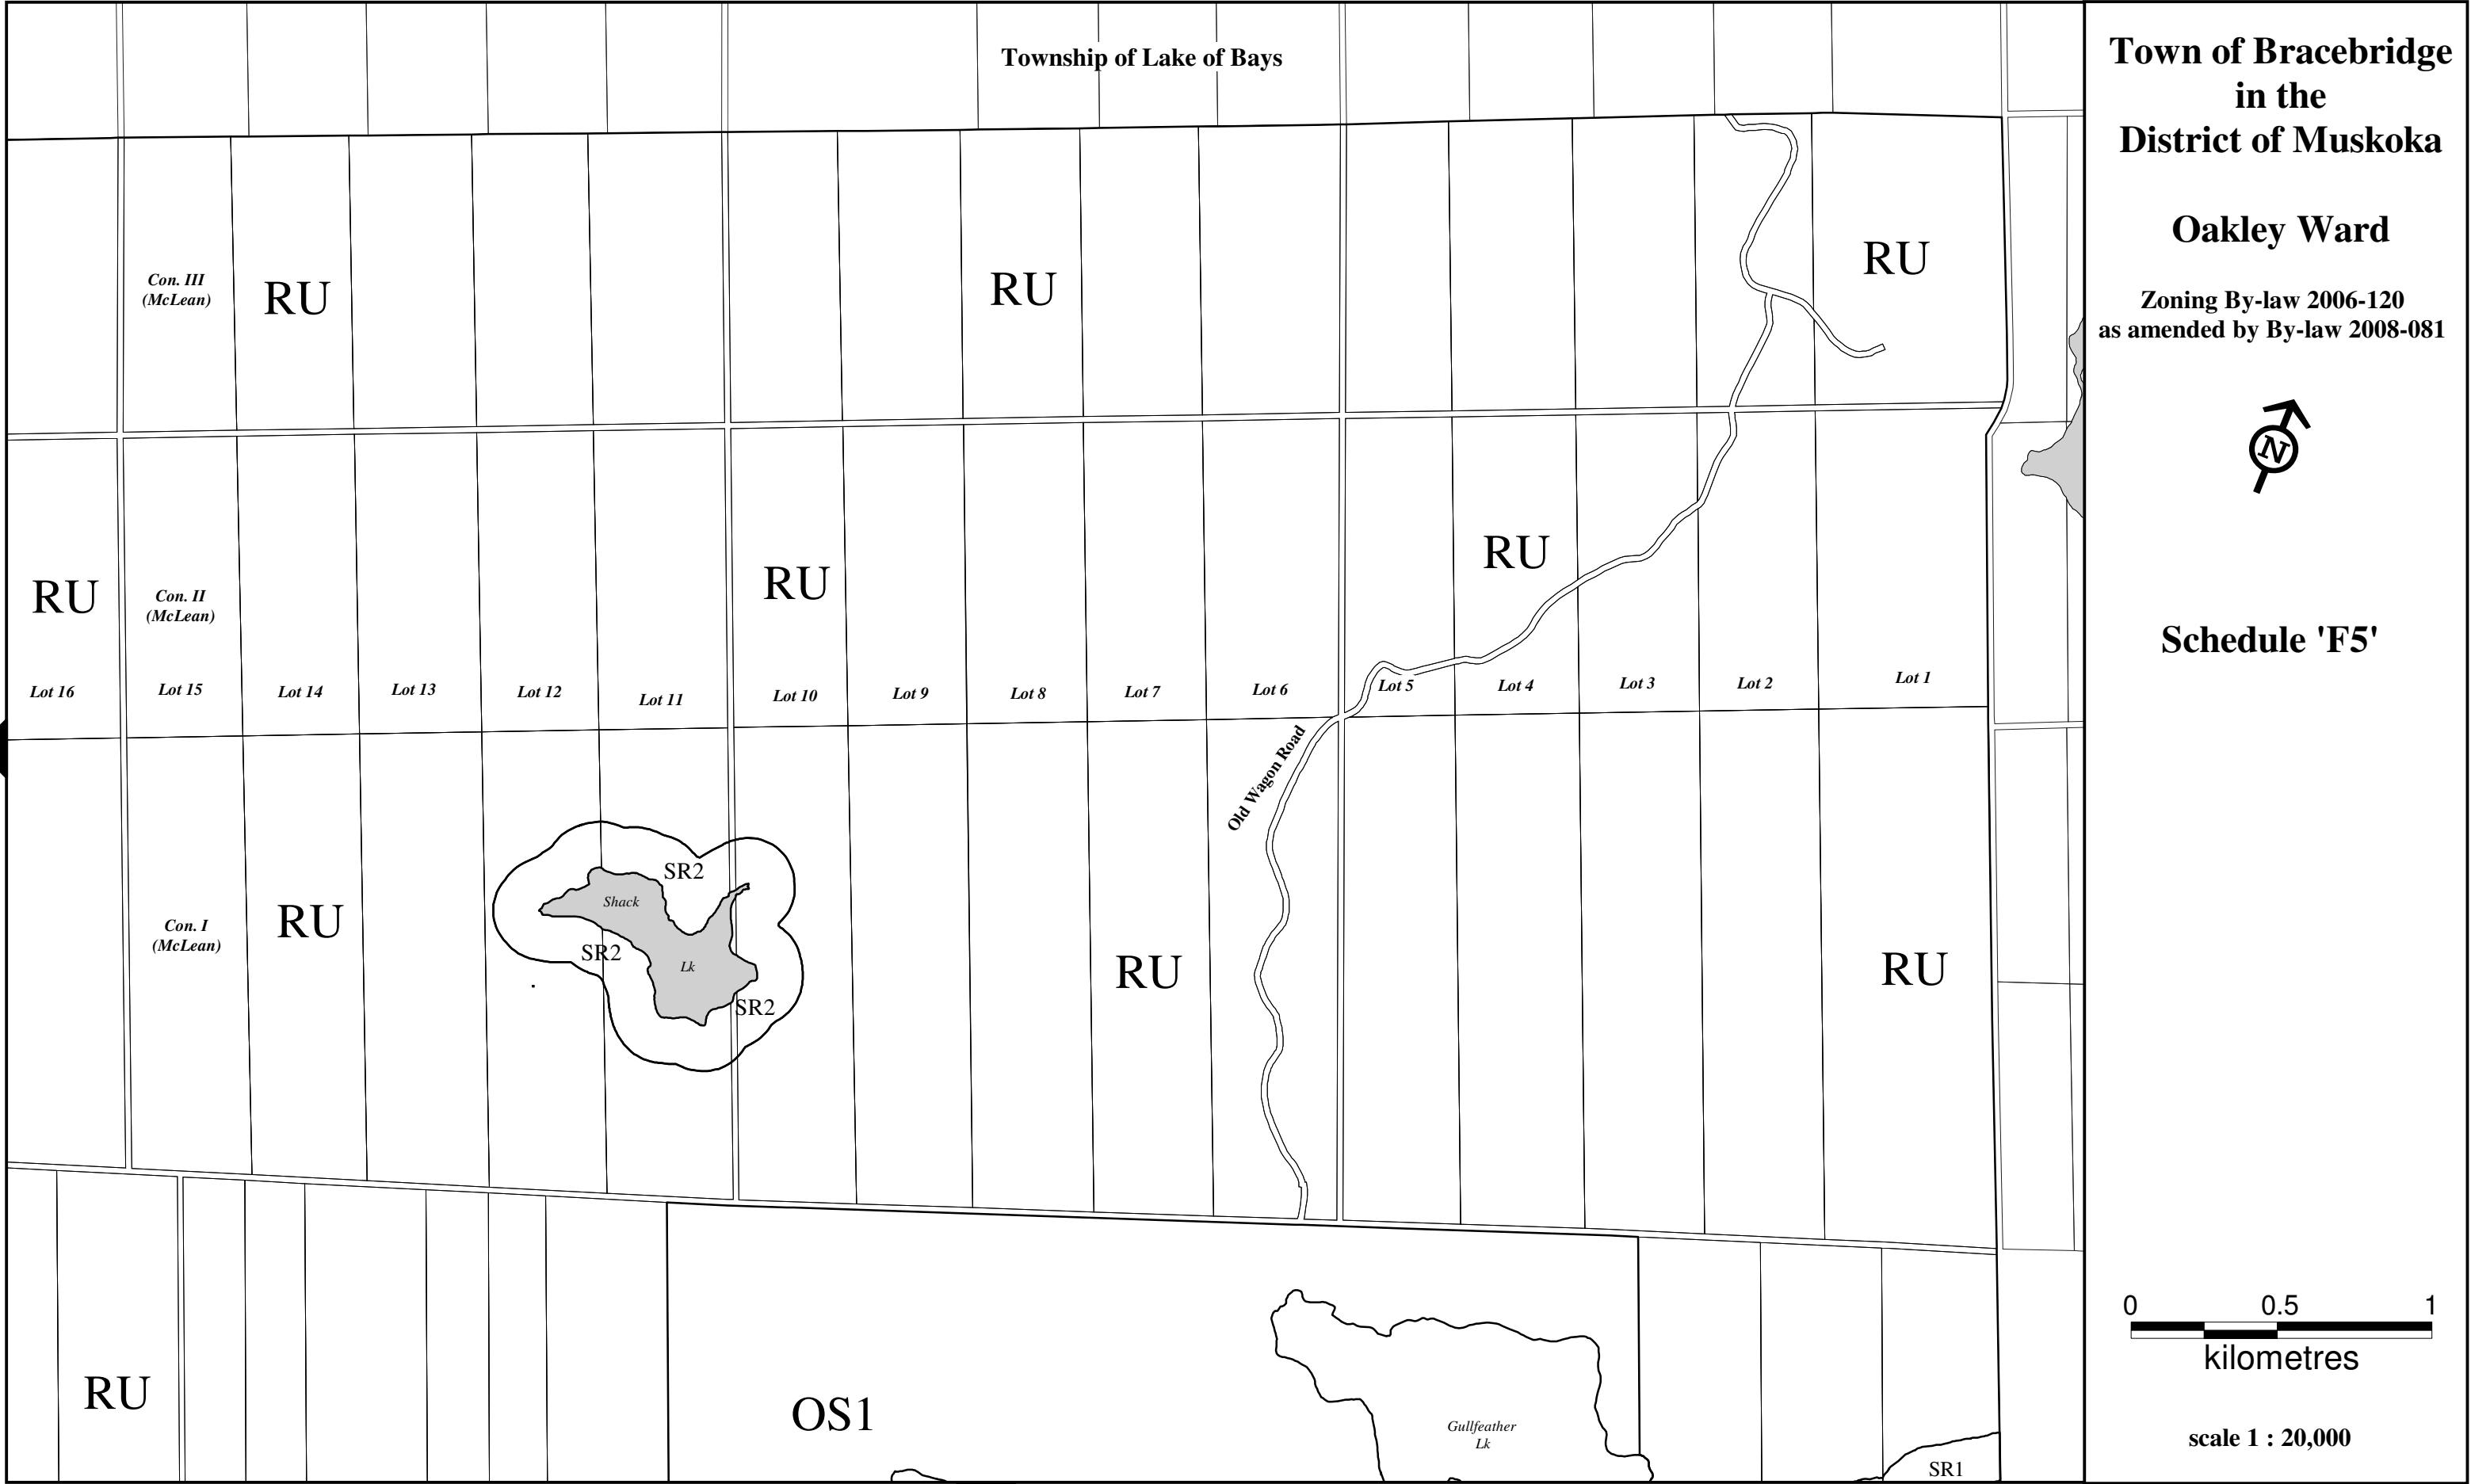 Township of Lake of Bays
Con. III
(McLean)
RU
RU
RU
RU
Con. II
(McLean)
RU
RU
Lot 16
Lot 15
Lot 14
Lot 13
Lot 12
Lot 11
Lot 10
Lot 9
Lot 8
Lot 7
Lot 6
Lot 5
Lot 4
Lot 3
Lot 2
Lot 1
Old Wagon Road
Con. I
(McLean)
RU
SR2
Shack
SR2
Lk
SR2
RU
RU
RU
OS1
Gullfeather
Lk
SR1
Town of Bracebridge
in the
District of Muskoka
Oakley Ward
Zoning By-law 2006-120
as amended by By-law 2008-081
N
Schedule 'F5'
0 0.5 1
kilometres
scale 1 : 20,000